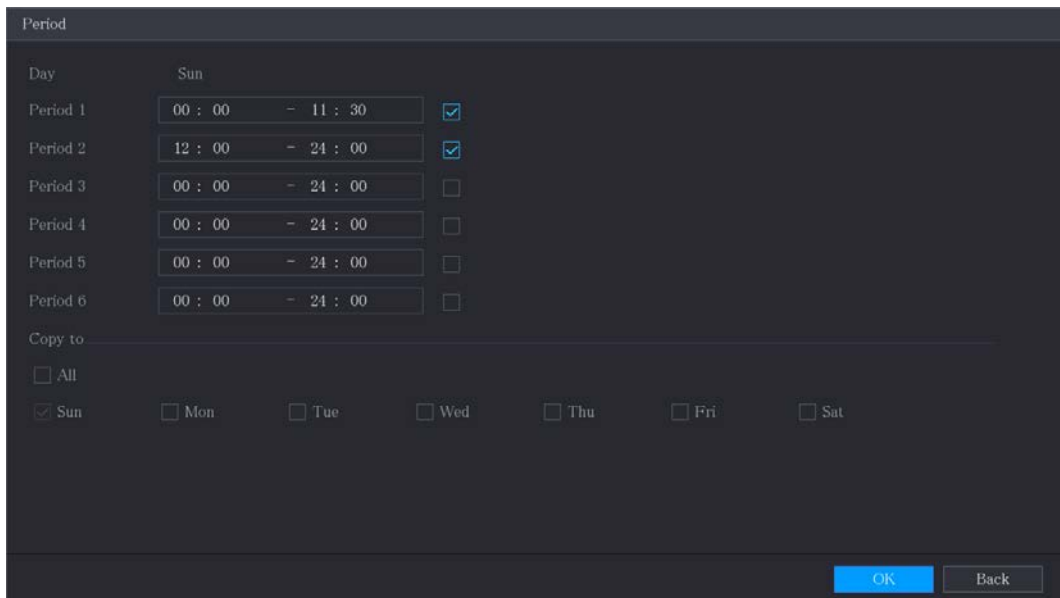 Period
Day Sun
Period 1 00 : 00 - 11 : 30
Period 2 12 : 00 - 24 : 00
Period 3 00 : 00 - 24 : 00
Period 4 00 : 00 - 24 : 00
Period 5 00 : 00 - 24 : 00
Period 6 00 : 00 - 24 : 00
Copy to
All
Sun Mon Tue Wed Thu Fri Sat
OK Back